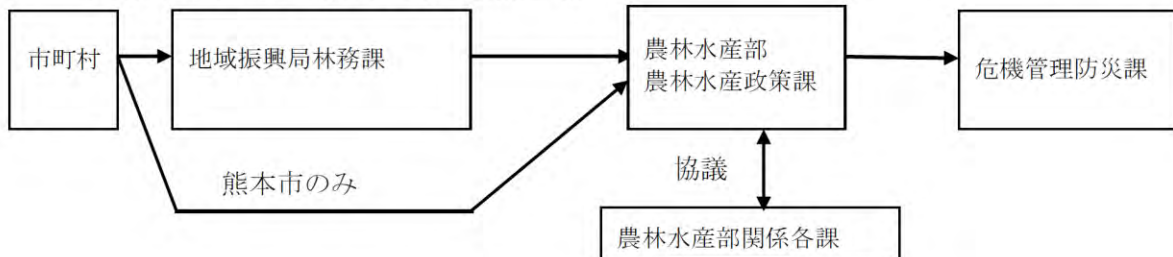 市町村
地域振興局林務課
農林水産部
農林水産政策課
危機管理防災課
熊本市のみ
協議
農林水産部関係各課